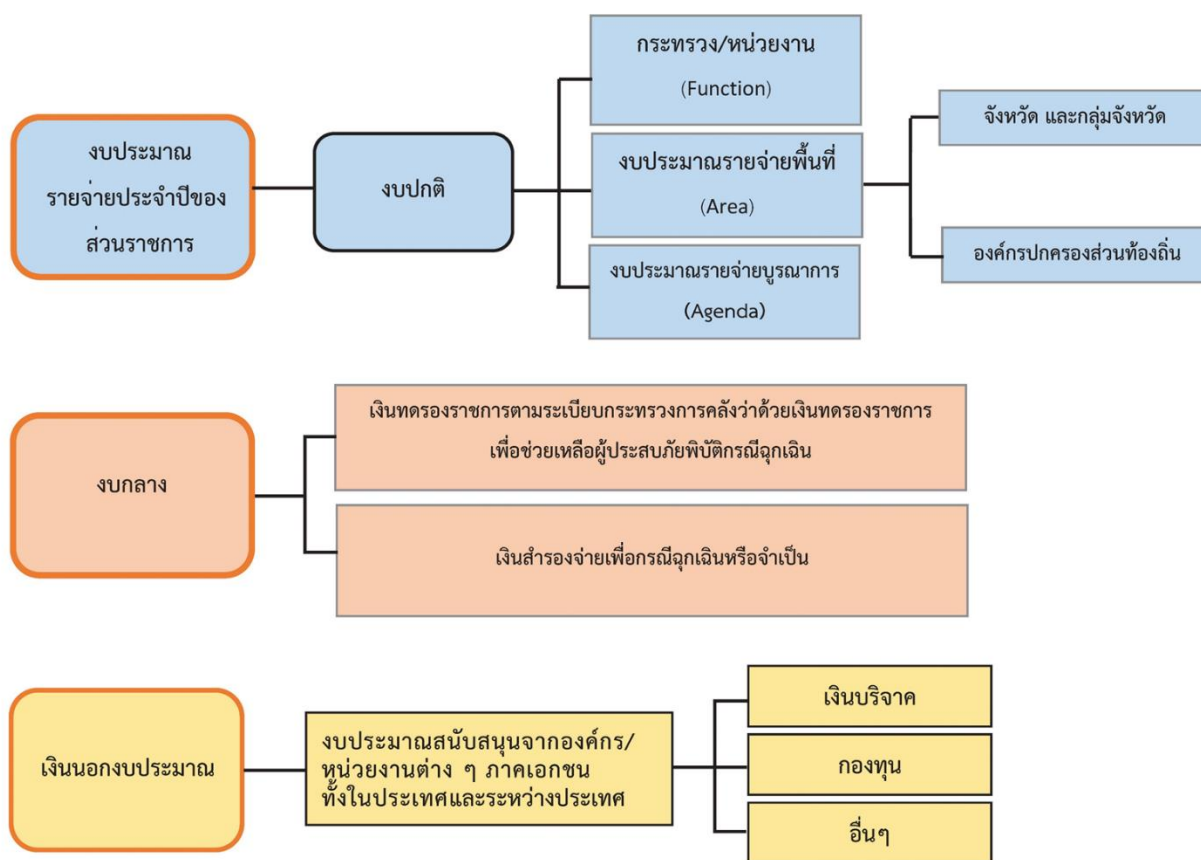 งบประมาณ
รายจ่ายประจำปีของ
ส่วนราชการ
งบปกติ
กระทรวง/หน่วยงาน
(Function)
งบประมาณรายจ่ายพื้นที่
(Area)
งบประมาณรายจ่ายบูรณาการ
(Agenda)
จังหวัด และกลุ่มจังหวัด
องค์กรปกครองส่วนท้องถิ่น
งบกลาง
เงินทดรองราชการตามระเบียบกระทรวงการคลังว่าด้วยเงินทดรองราชการ
เพื่อช่วยเหลือผู้ประสบภัยพิบัติกรณีฉุกเฉิน
เงินสำรองจ่ายเพื่อกรณีฉุกเฉินหรือจำเป็น
เงินนอกงบประมาณ
งบประมาณสนับสนุนจากองค์กร/
หน่วยงานต่าง ๆ ภาคเอกชน
ทั้งในประเทศและระหว่างประเทศ
เงินบริจาค
กองทุน
อื่นๆ